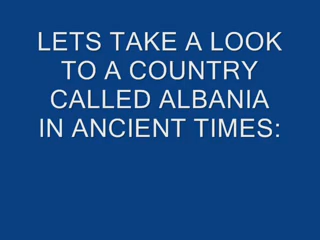 LETS TAKE A LOOK
TO A COUNTRY
CALLED ALBANIA
IN ANCIENT TIMES: